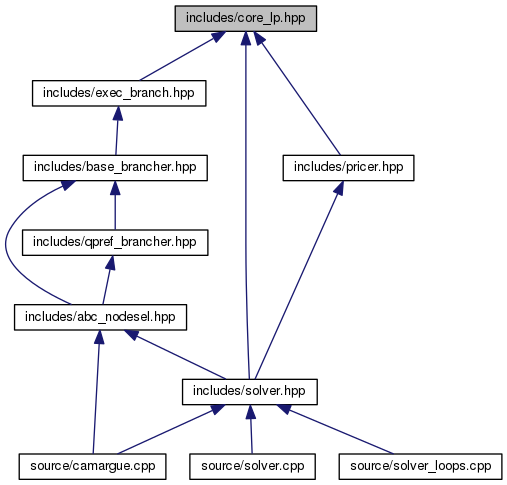 includes/core_lp.hpp
includes/exec_branch.hpp
includes/base_brancher.hpp
includes/pricer.hpp
includes/qpref_brancher.hpp
includes/abc_nodesel.hpp
includes/solver.hpp
source/camargue.cpp
source/solver.cpp
source/solver_loops.cpp